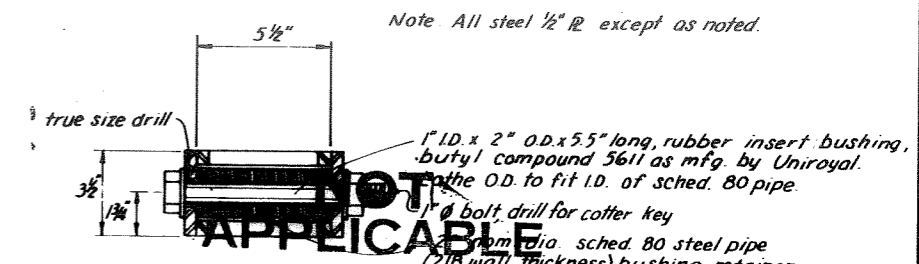 Note. All steel ½" ℙL except as noted.
5½"
true size drill
1" I.D. x 2" O.D. x 5.5" long, rubber insert bushing,
butyl compound 5611 as mfg. by Uniroyal.
the O.D. to fit I.D. of sched. 80 pipe.
3½"
1¾"
1" ø bolt, drill for cotter key
NOT
APPLICABLE
nom. dia. sched. 80 steel pipe
(.218 wall thickness) bushing retainer